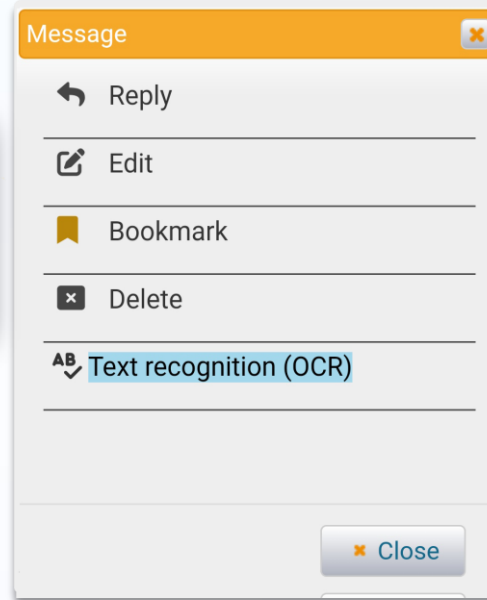 Message
Reply
Edit
Bookmark
Delete
AB Text recognition (OCR)
Close